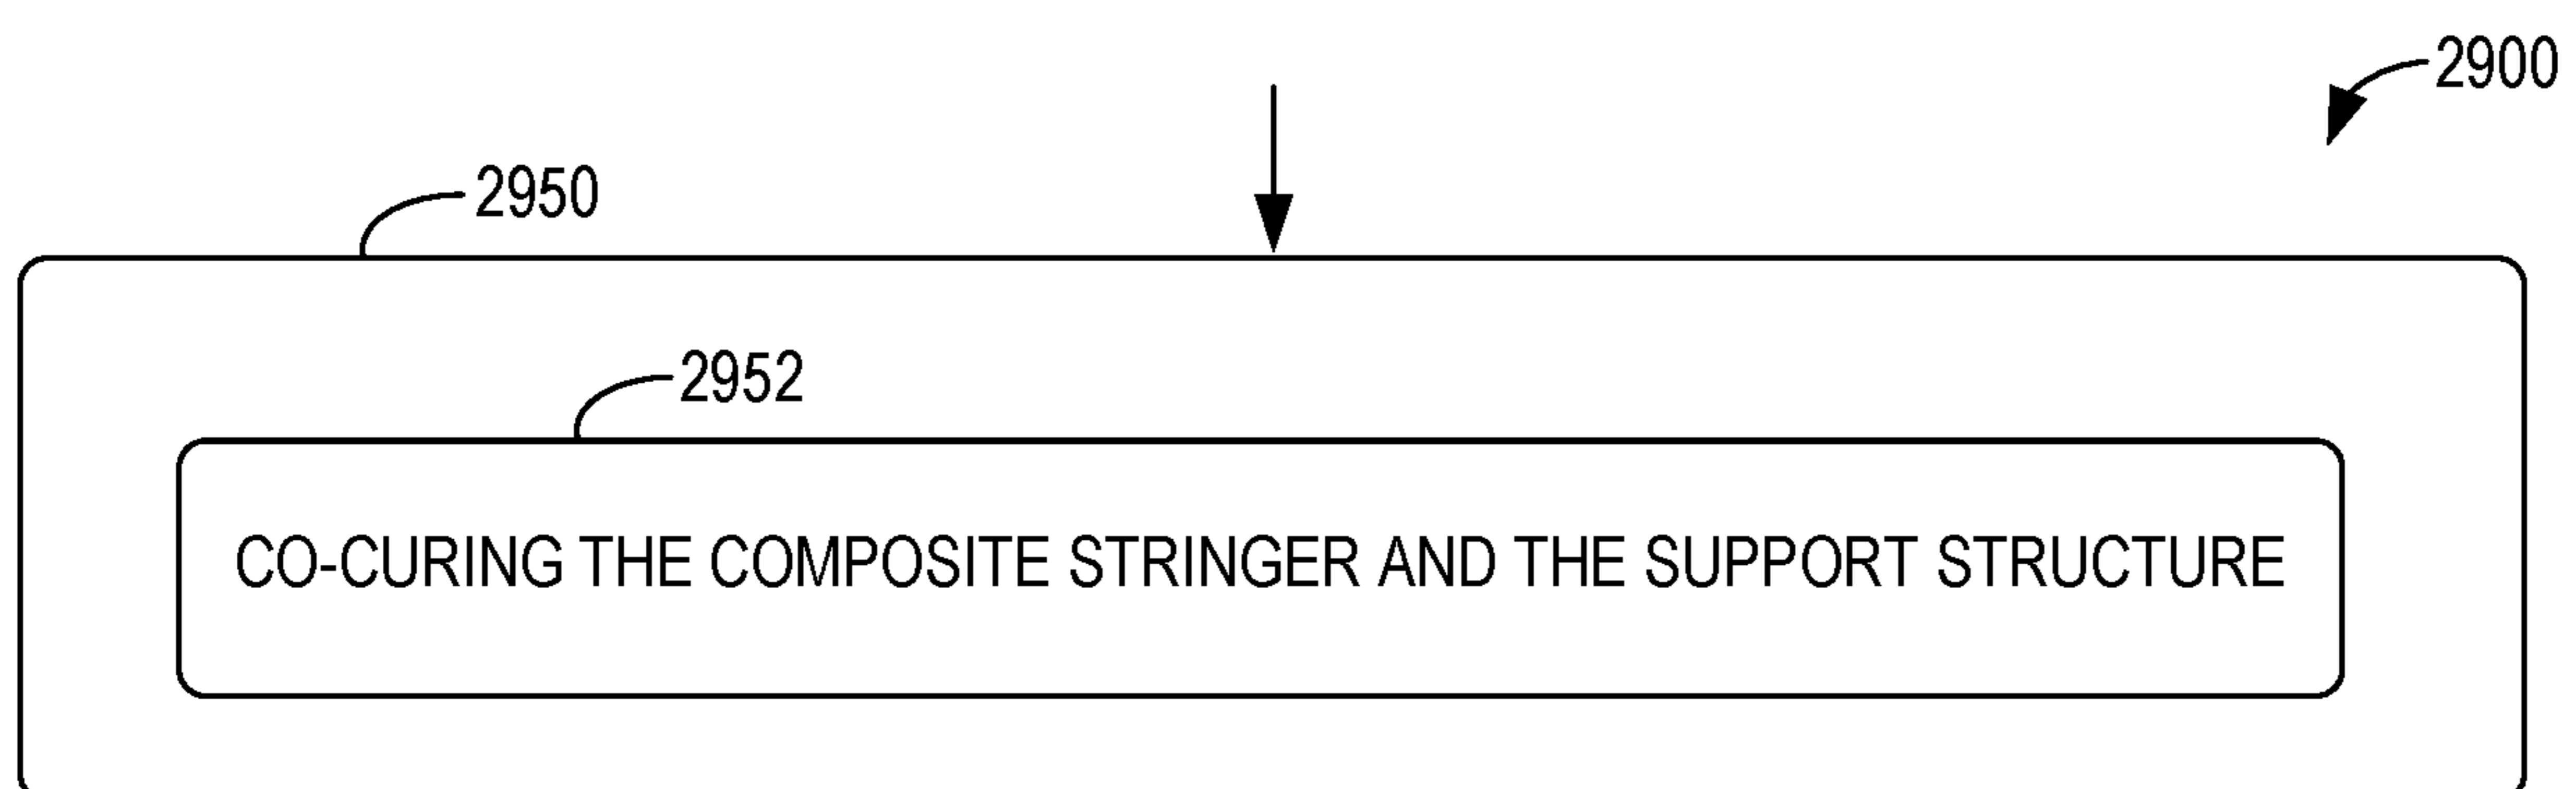 2900
2950
2952
CO-CURING THE COMPOSITE STRINGER AND THE SUPPORT STRUCTURE